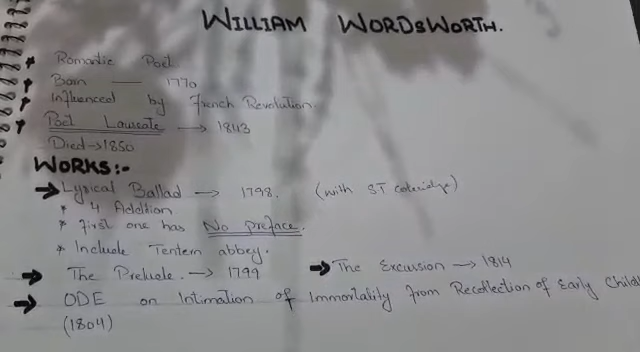 WILLIAM WORDSWORTH.
* Romantic Poet
* Born — 1770
* Influenced by French Revolution.
* Poet Laureate → 1843
Died → 1850
WORKS:-
→ Lyrical Ballad → 1798. (with ST Coleridge)
* 4 Addition
* First one has No preface.
* Include Tentern abbey.
→ The Prelude. → 1799 → The Excursion → 1814
→ ODE on Intimation of Immortality from Recollection of Early Child
(1804)